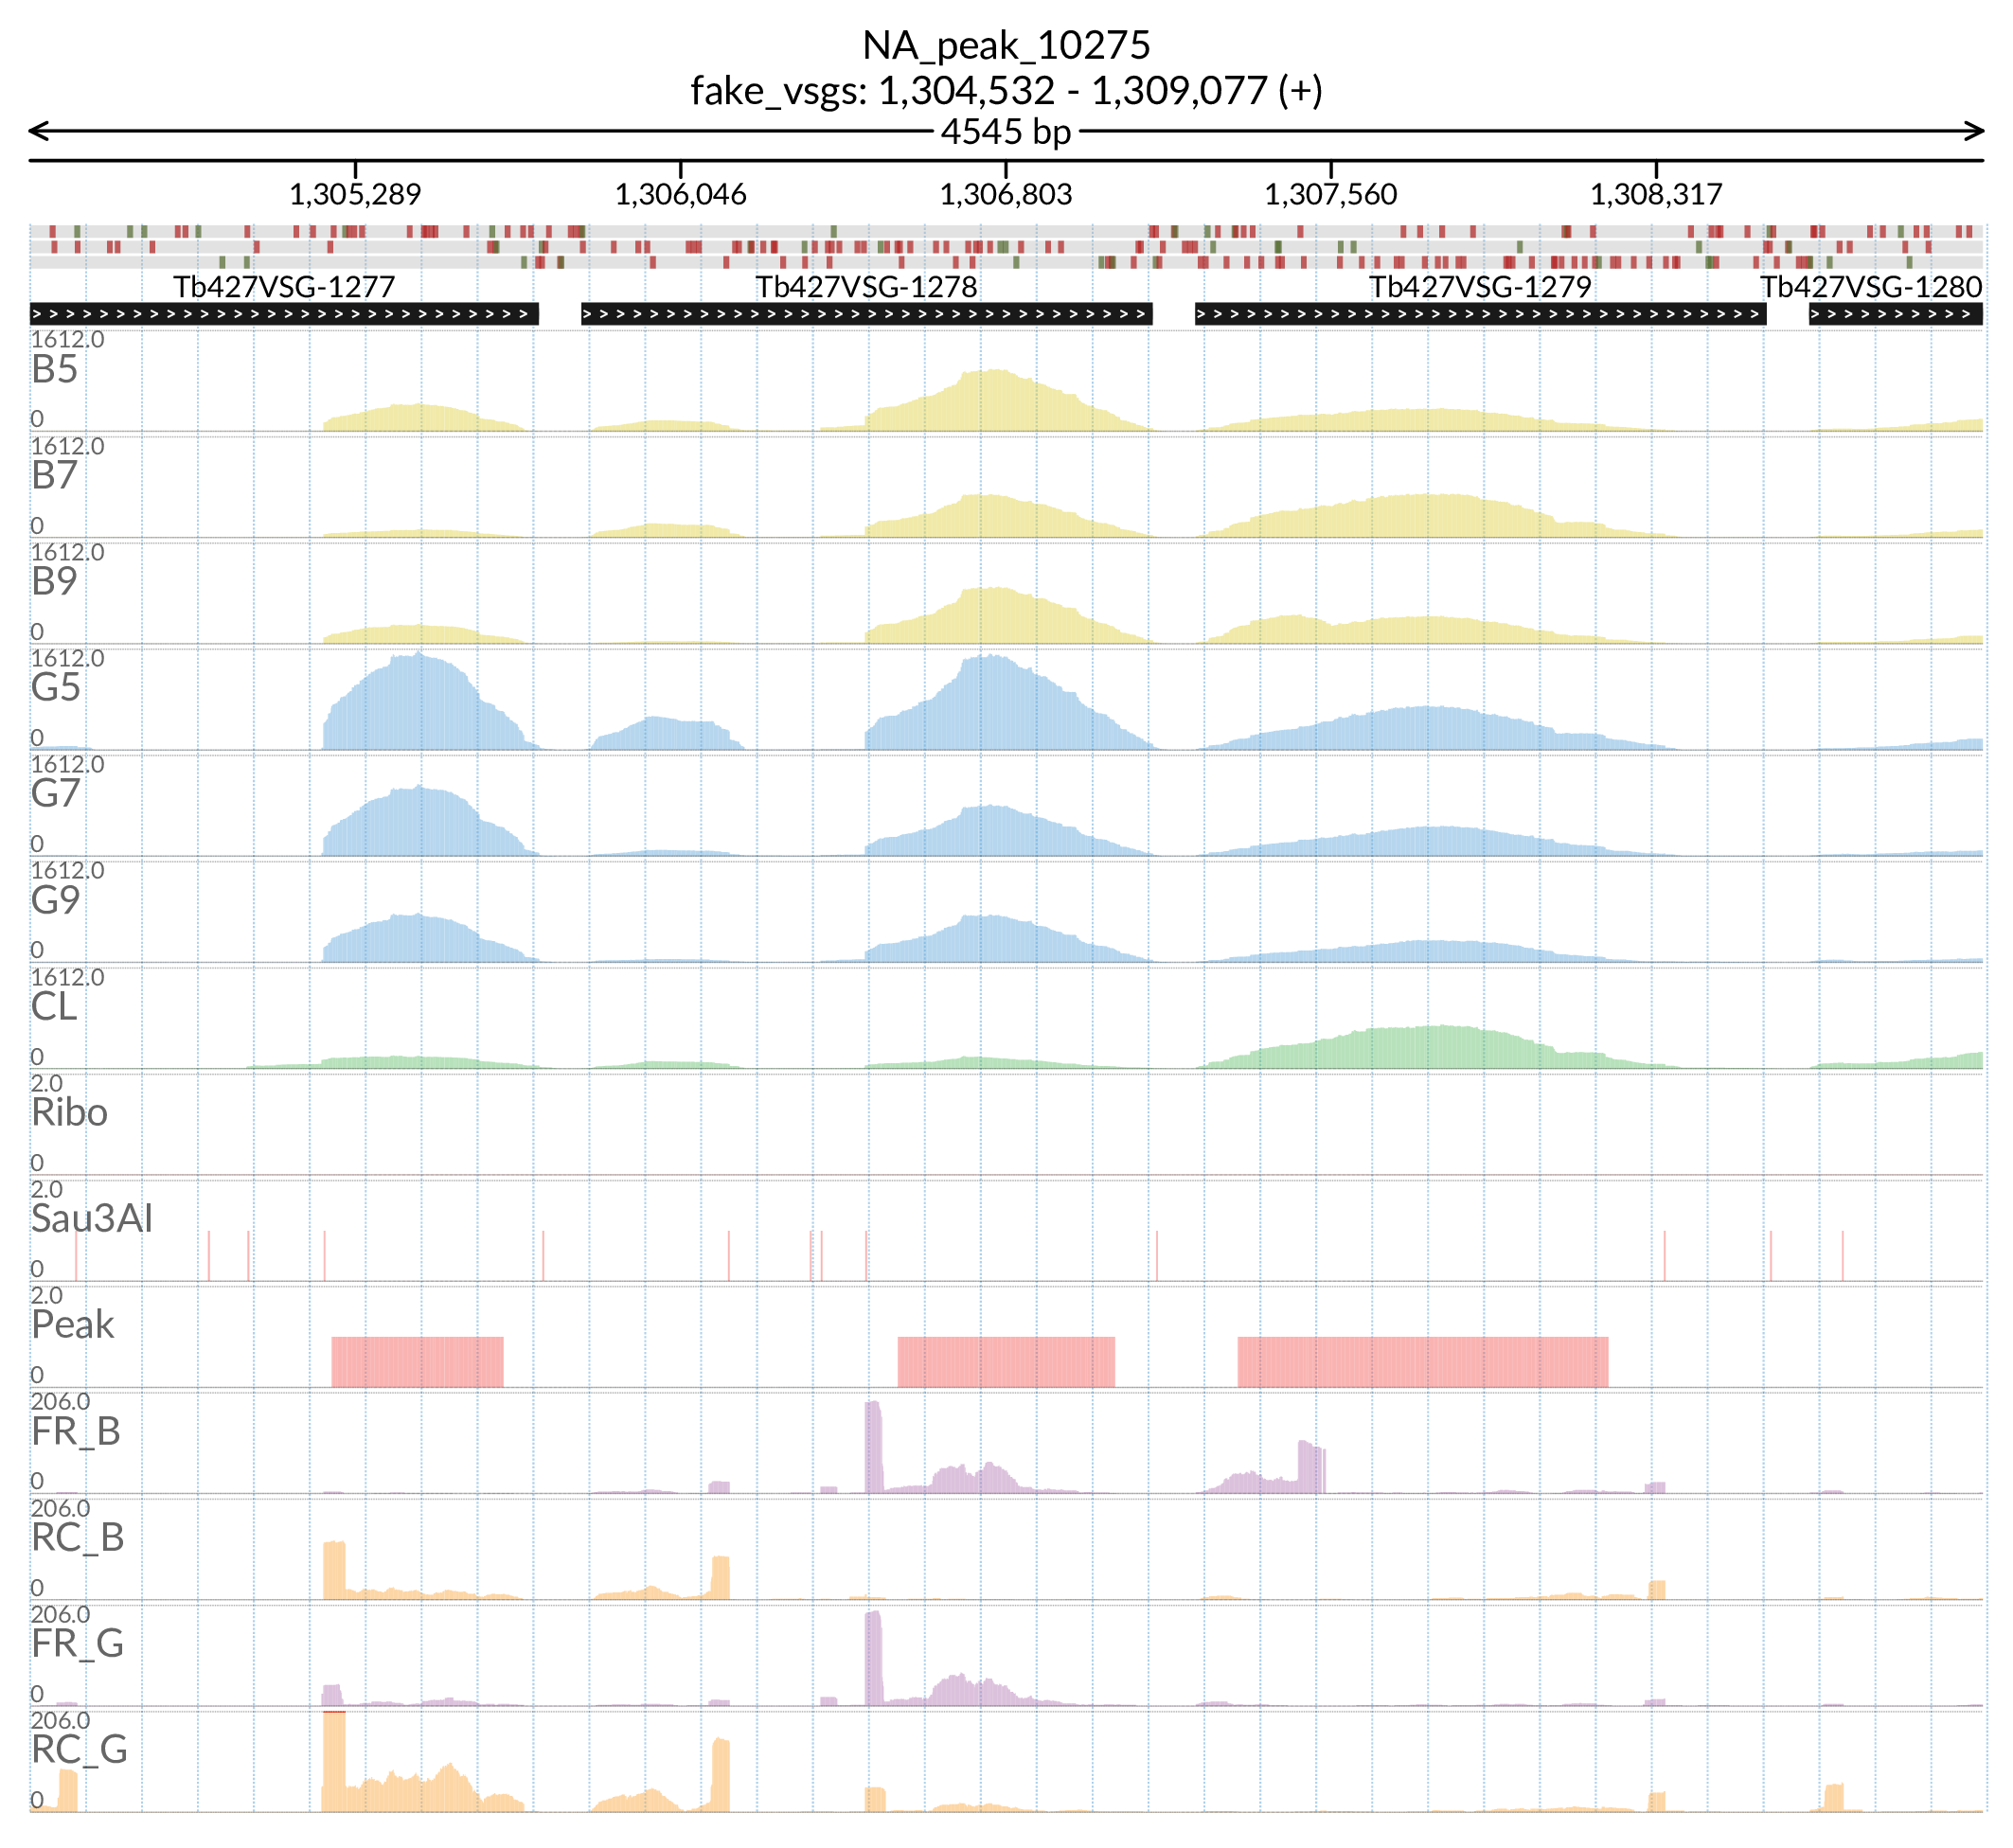 NA_peak_10275
fake_vsgs: 1,304,532 - 1,309,077 (+)
4545 bp
1,305,289 1,306,046 1,306,803 1,307,560 1,308,317
Tb427VSG-1277 Tb427VSG-1278 Tb427VSG-1279 Tb427VSG-1280
1612.0
B5
0
1612.0
B7
0
1612.0
B9
0
1612.0
G5
0
1612.0
G7
0
1612.0
G9
0
1612.0
CL
0
2.0
Ribo
0
2.0
Sau3AI
0
2.0
Peak
0
206.0
FR_B
0
206.0
RC_B
0
206.0
FR_G
0
206.0
RC_G
0